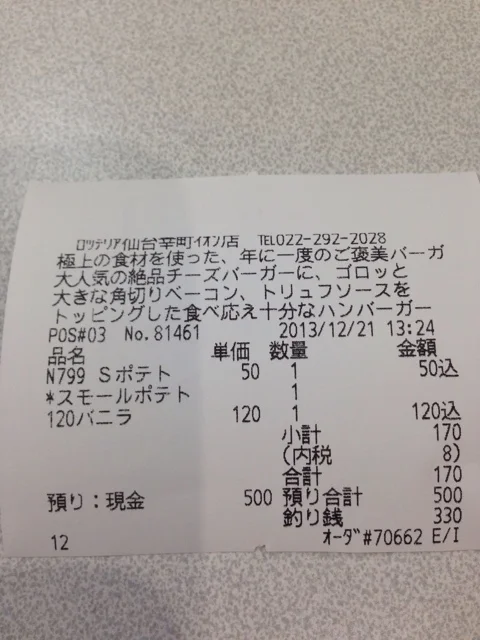 ロッテリア仙台幸町イオン店 TEL022-292-2028
極上の食材を使った、年に一度のご褒美バーガ
大人気の絶品チーズバーガーに、ゴロッと
大きな角切りベーコン、トリュフソースを
トッピングした食べ応え十分なハンバーガー
POS#03 No.81461 2013/12/21 13:24
品名 単価 数量 金額
N799 Sポテト 50 1 50込
*スモールポテト 1
120バニラ 120 1 120込
小計 170
(内税 8)
合計 170
預り:現金 500 預り合計 500
釣り銭 330
12 オーダ#70662 E/I